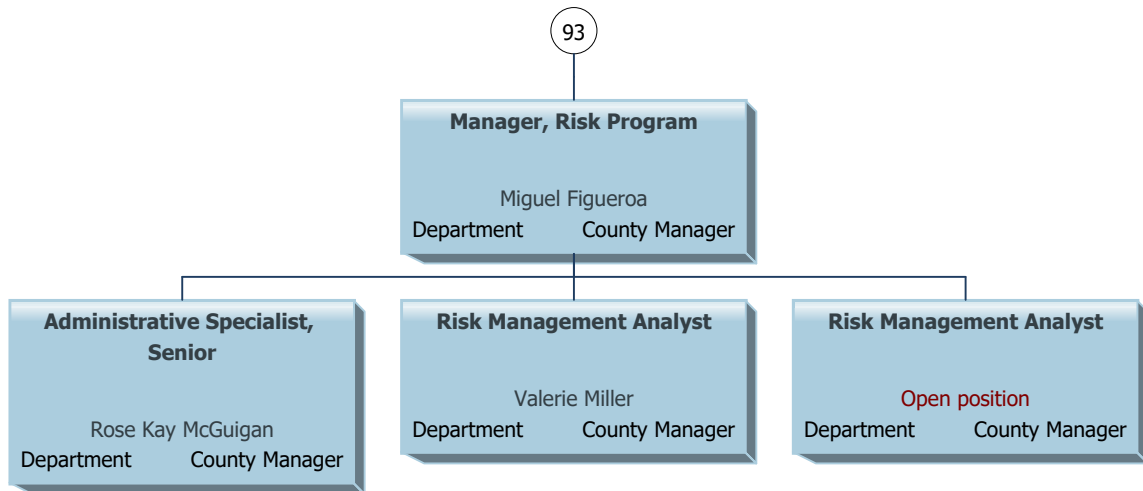 93
Manager, Risk Program
Miguel Figueroa
Department County Manager
Administrative Specialist,
Senior
Rose Kay McGuigan
Department County Manager
Risk Management Analyst
Valerie Miller
Department County Manager
Risk Management Analyst
Open position
Department County Manager